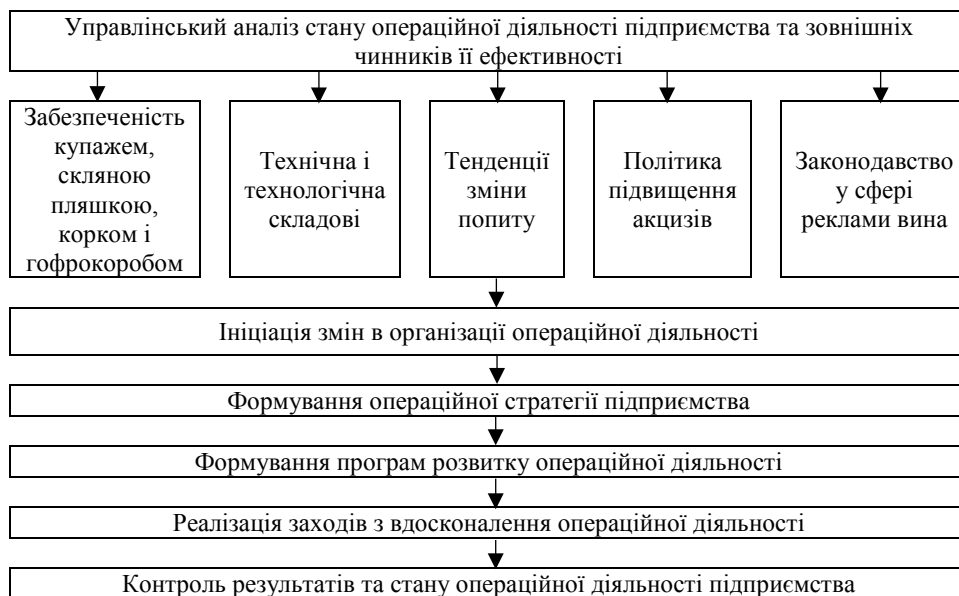 Управлінський аналіз стану операційної діяльності підприємства та зовнішніх
чинників її ефективності
Забезпеченість
купажем,
скляною
пляшкою,
корком і
гофрокоробом
Технічна і
технологічна
складові
Тенденції
зміни
попиту
Політика
підвищення
акцизів
Законодавство
у сфері
реклами вина
Ініціація змін в організації операційної діяльності
Формування операційної стратегії підприємства
Формування програм розвитку операційної діяльності
Реалізація заходів з вдосконалення операційної діяльності
Контроль результатів та стану операційної діяльності підприємства